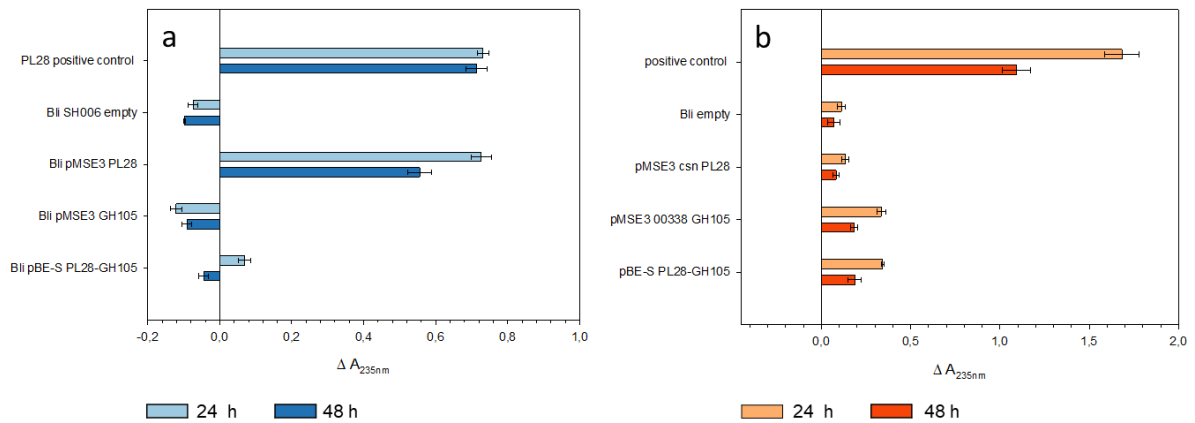 a
PL28 positive control
Bli SH006 empty
Bli pMSE3 PL28
Bli pMSE3 GH105
Bli pBE-S PL28-GH105
-0,2 0,0 0,2 0,4 0,6 0,8 1,0
Δ A235nm
24 h 48 h
b
positive control
Bli empty
pMSE3 csn PL28
pMSE3 00338 GH105
pBE-S PL28-GH105
0,0 0,5 1,0 1,5 2,0
Δ A235nm
24 h 48 h